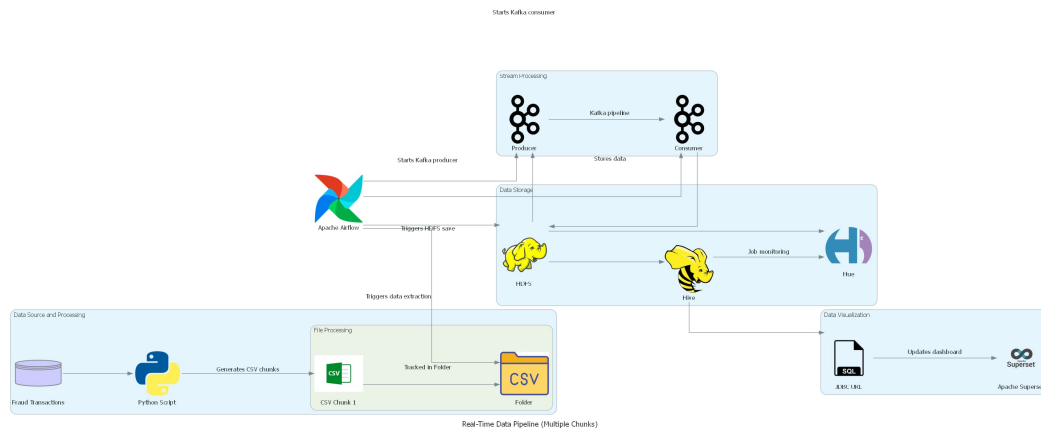 Starts Kafka consumer
Stream Processing
Kafka pipeline
Producer
Consumer
Starts Kafka producer
Stores data
Data Storage
Apache Airflow
Triggers HDFS save
HDFS
Hive
Job monitoring
Hue
Triggers data extraction
Data Source and Processing
File Processing
Data Visualization
Fraud Transactions
Python Script
Generates CSV chunks
CSV
CSV Chunk 1
Tracked in Folder
CSV
Folder
SQL
JDBC URL
Updates dashboard
Superset
Apache Superse
Real-Time Data Pipeline (Multiple Chunks)